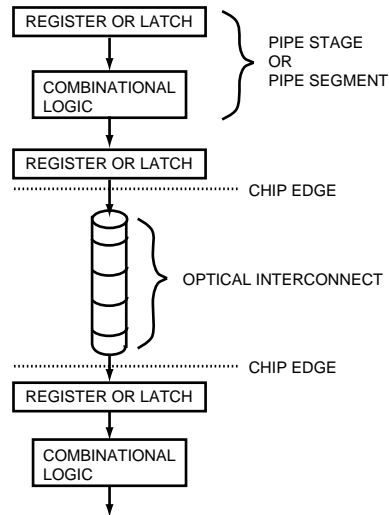 REGISTER OR LATCH
PIPE STAGE
OR
PIPE SEGMENT
COMBINATIONAL
LOGIC
REGISTER OR LATCH
CHIP EDGE
OPTICAL INTERCONNECT
CHIP EDGE
REGISTER OR LATCH
COMBINATIONAL
LOGIC